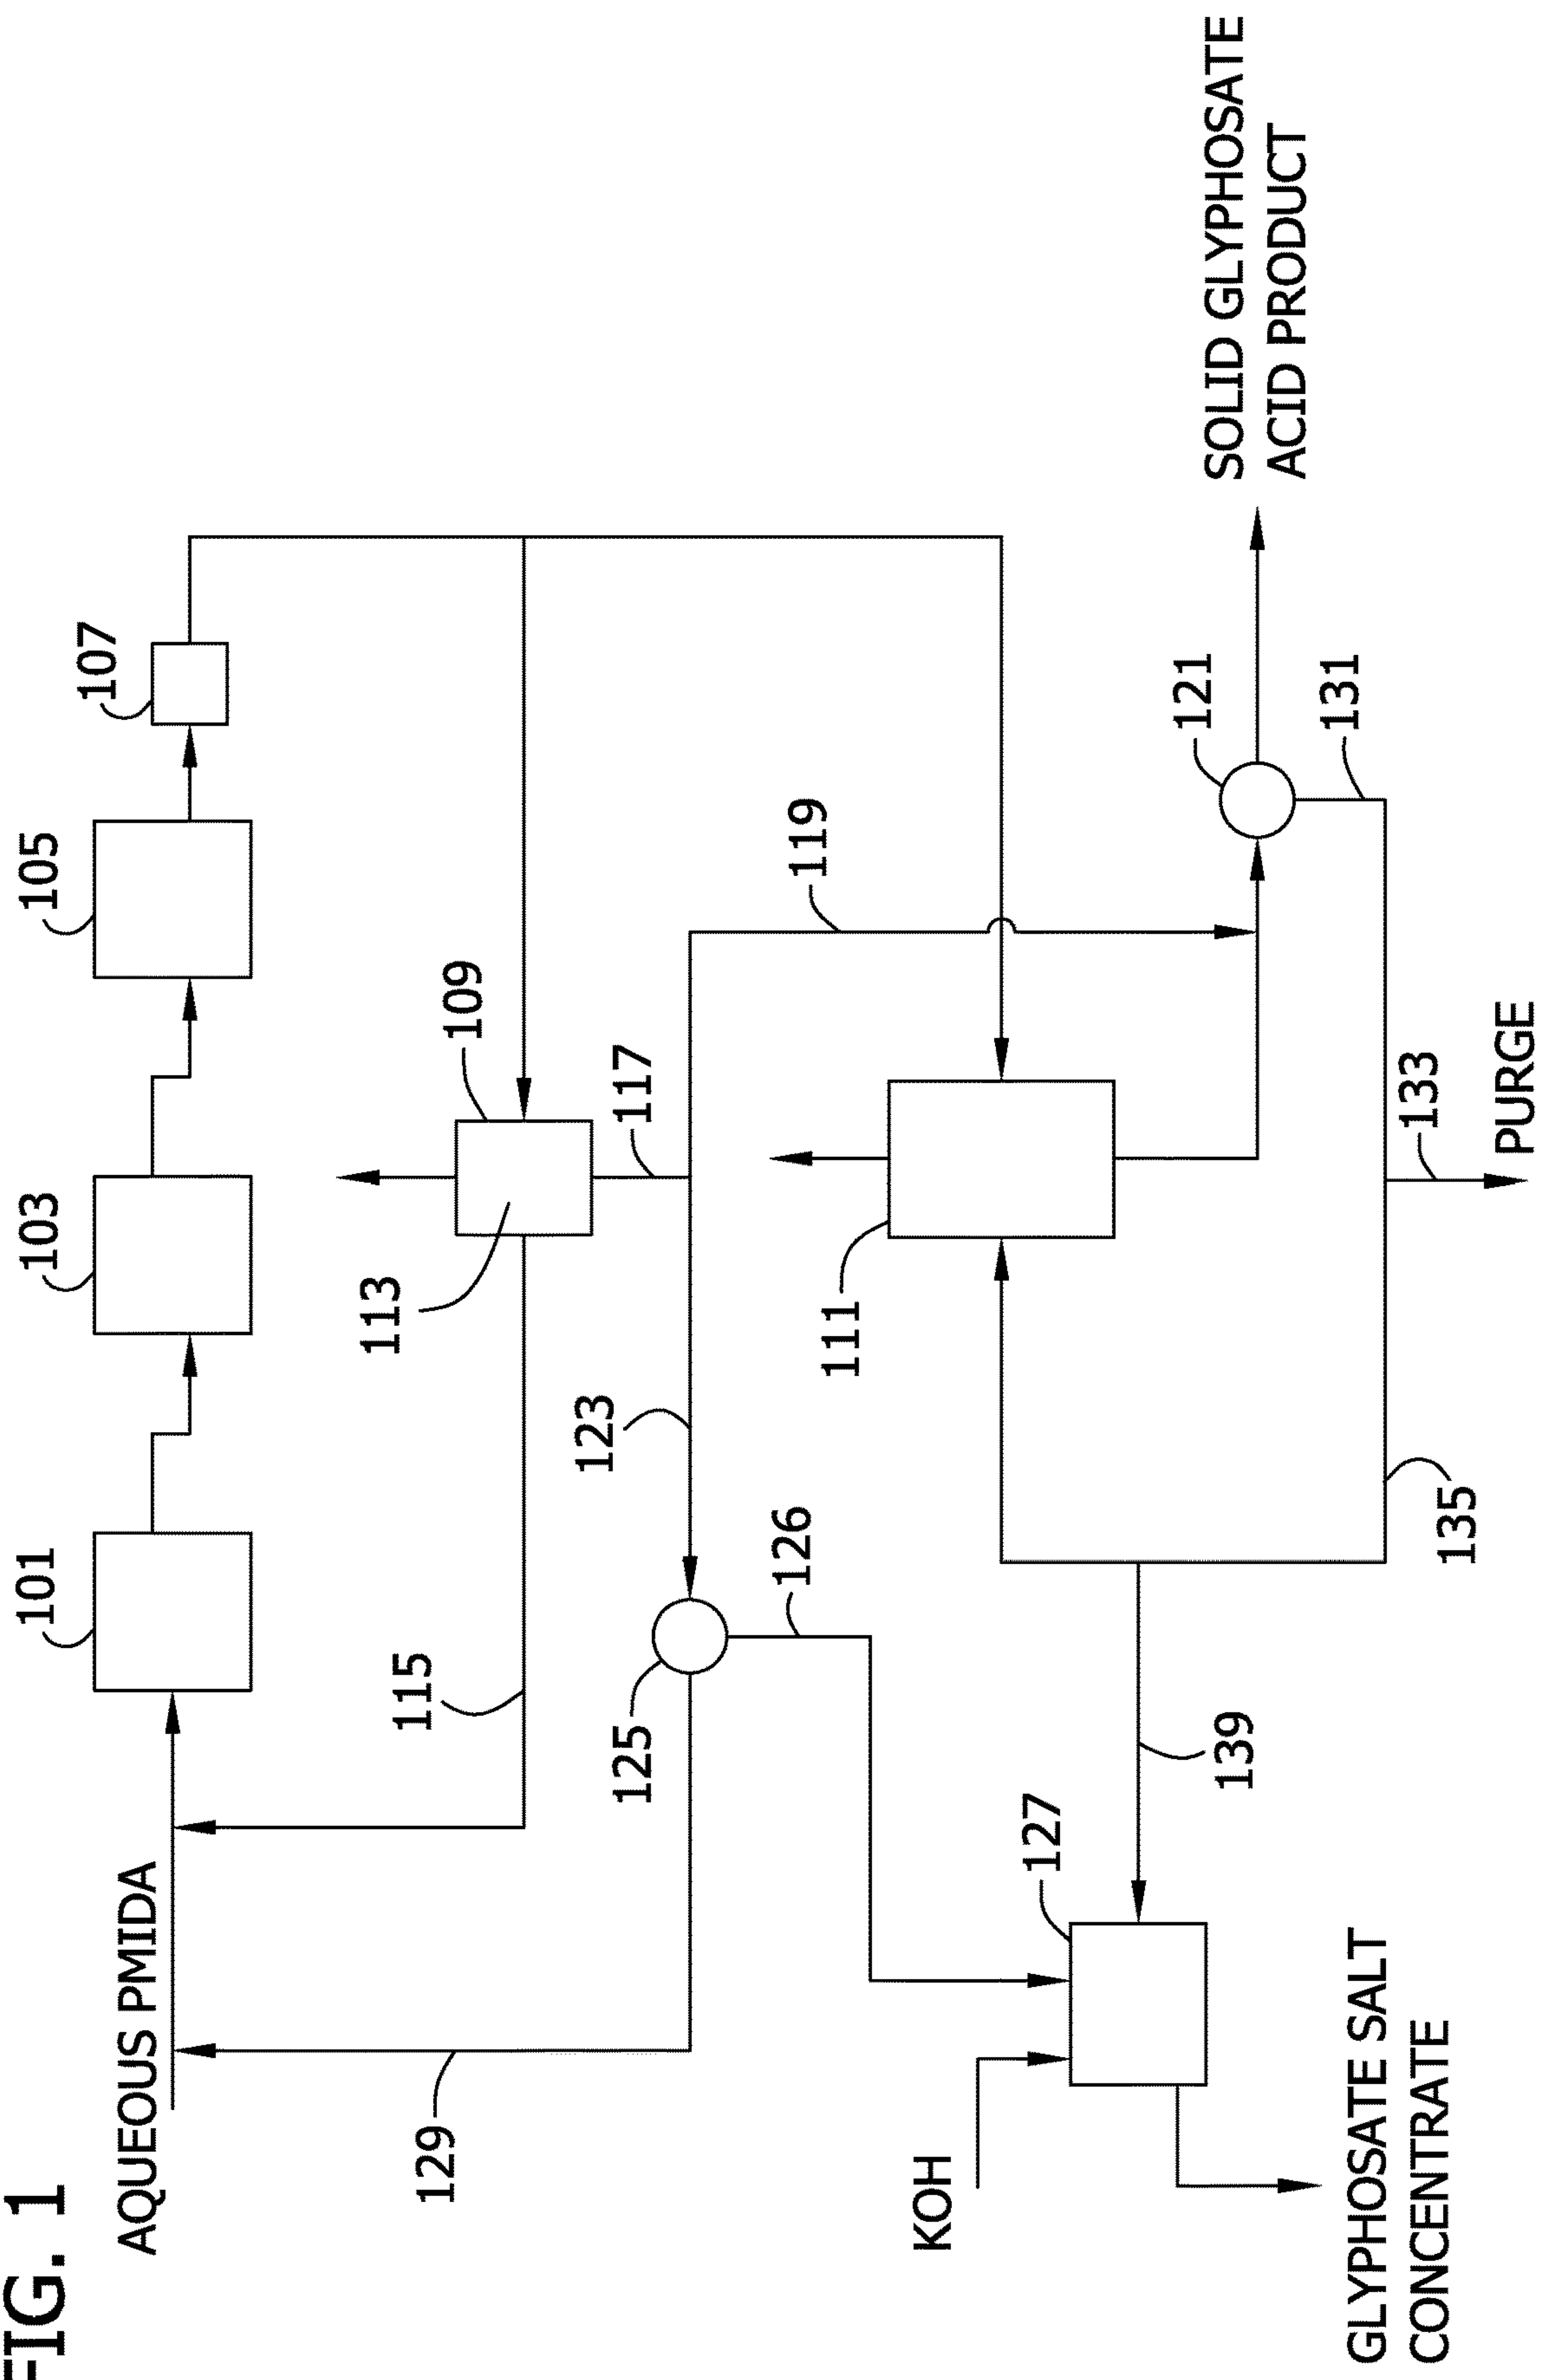 FIG. 1
AQUEOUS PMIDA
101
103
105
107
129
115
113
109
125
123
117
126
119
KOH
127
111
139
121
SOLID GLYPHOSATE
ACID PRODUCT
131
GLYPHOSATE SALT
CONCENTRATE
135
133
PURGE